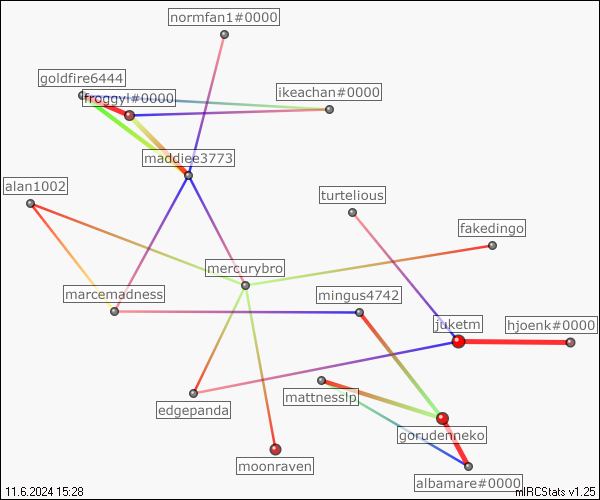 normfan1#0000
goldfire6444
froggyl#0000
ikeachan#0000
maddiee3773
alan1002
turtelious
fakedingo
mercurybro
marcemadness
mingus4742
juketm
hjoenk#0000
mattnesslp
edgepanda
gorudenneko
moonraven
albamare#0000
11.6.2024 15:28
mIRCStats v1.25